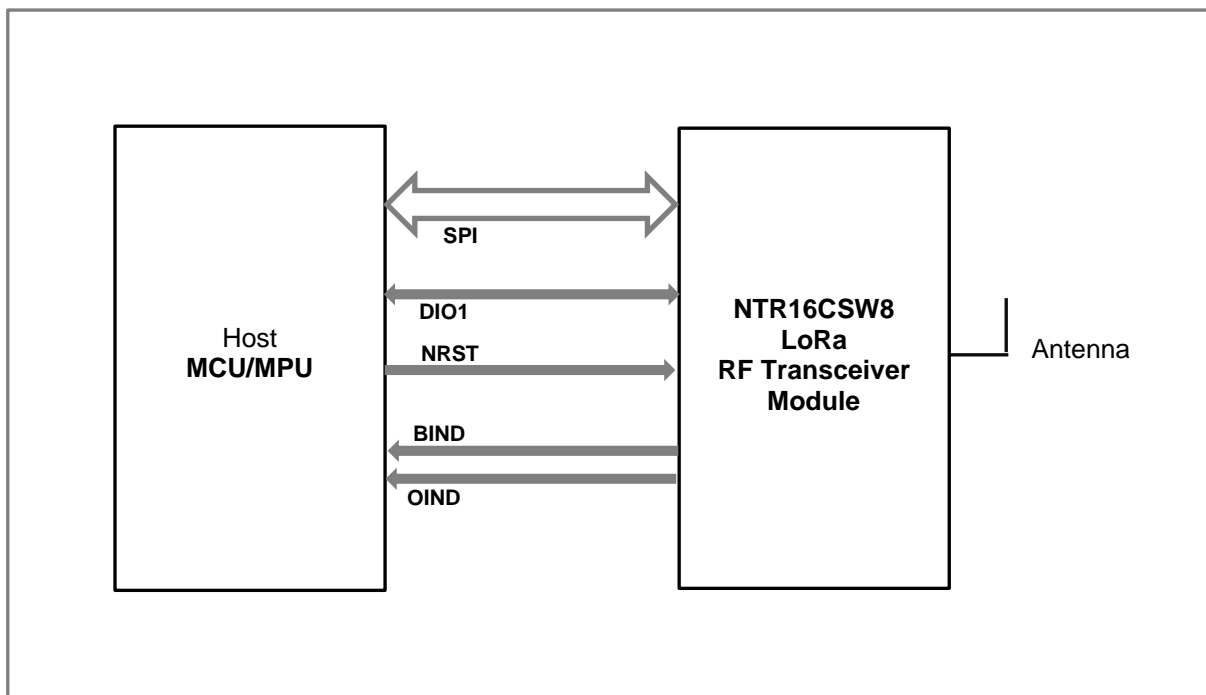 SPI
DIO1
Host
MCU/MPU
NRST
BIND
OIND
NTR16CSW8
LoRa
RF Transceiver
Module
Antenna